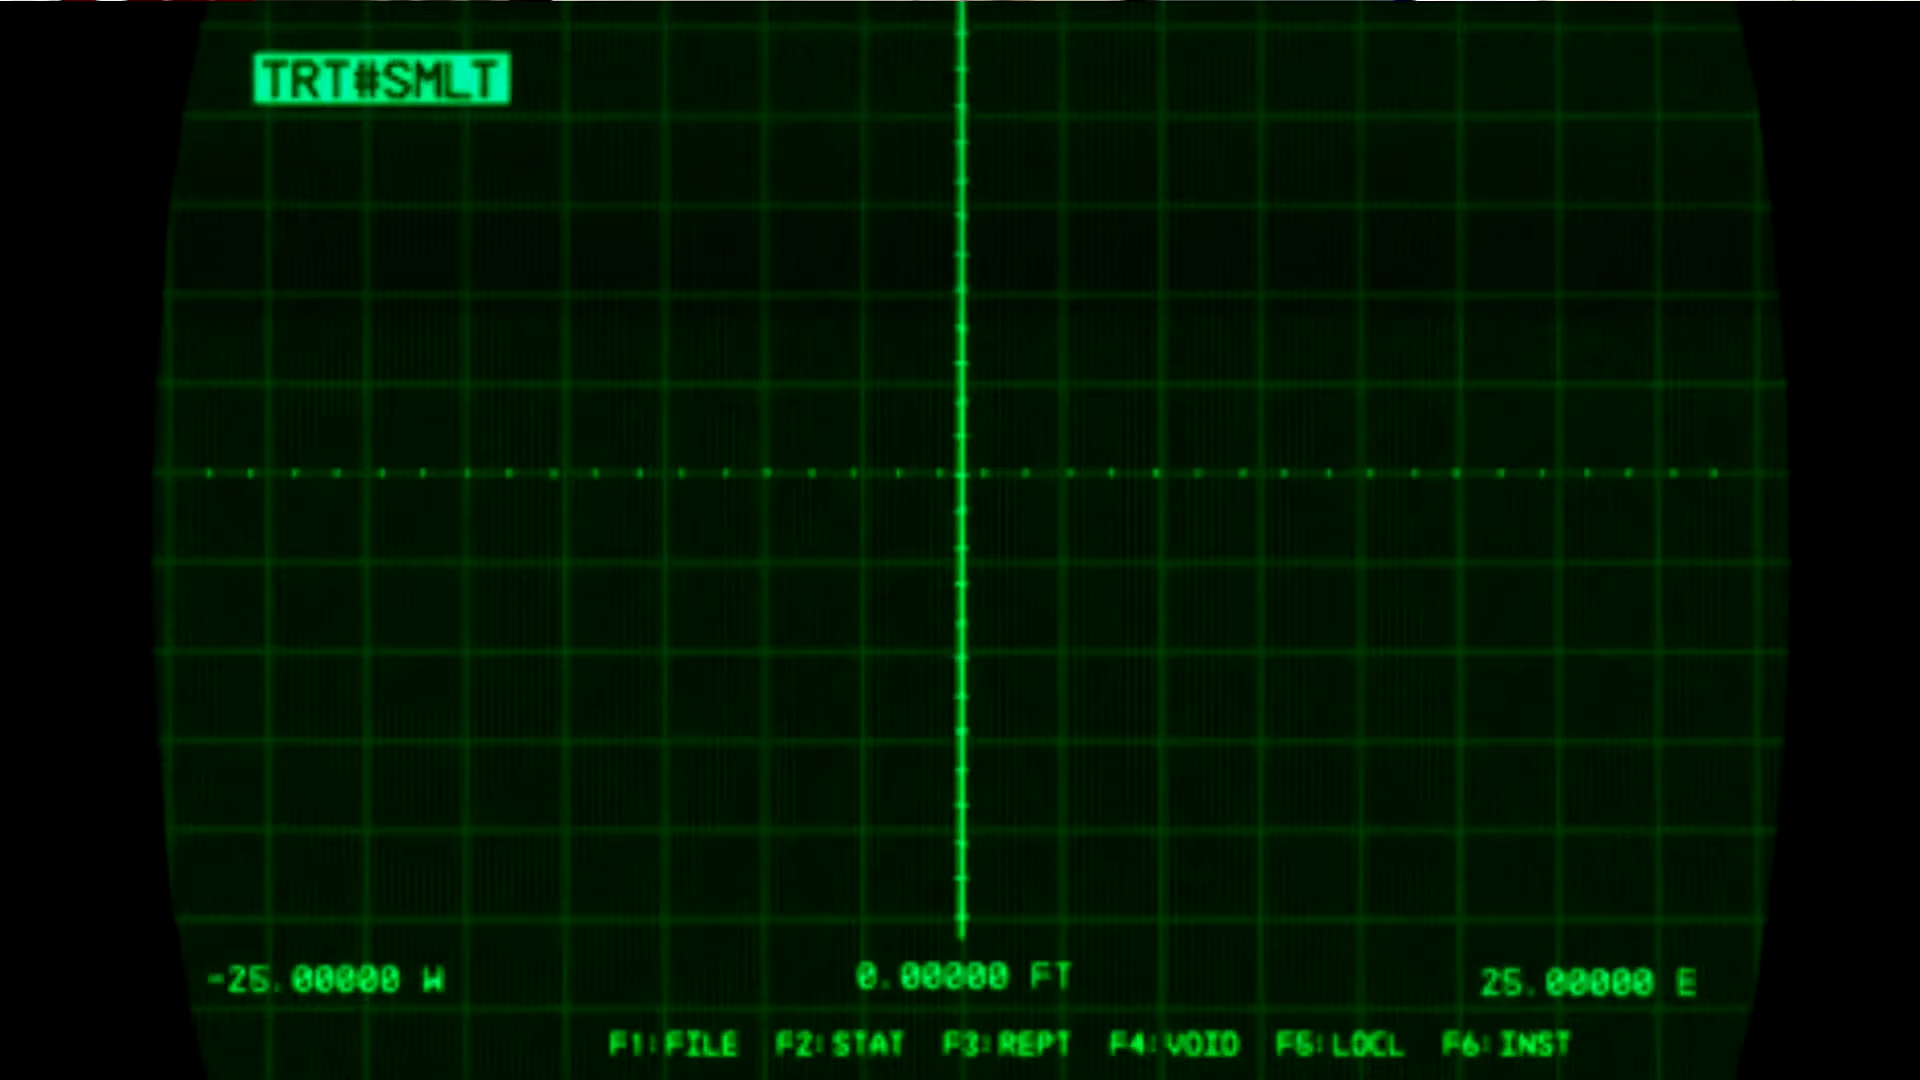 TRT#SMLT
-25.00000 W 0.00000 FT 25.00000 E
F1:FILE F2:STAT F3:REPT F4:VOID F5:LOCL F6:INST